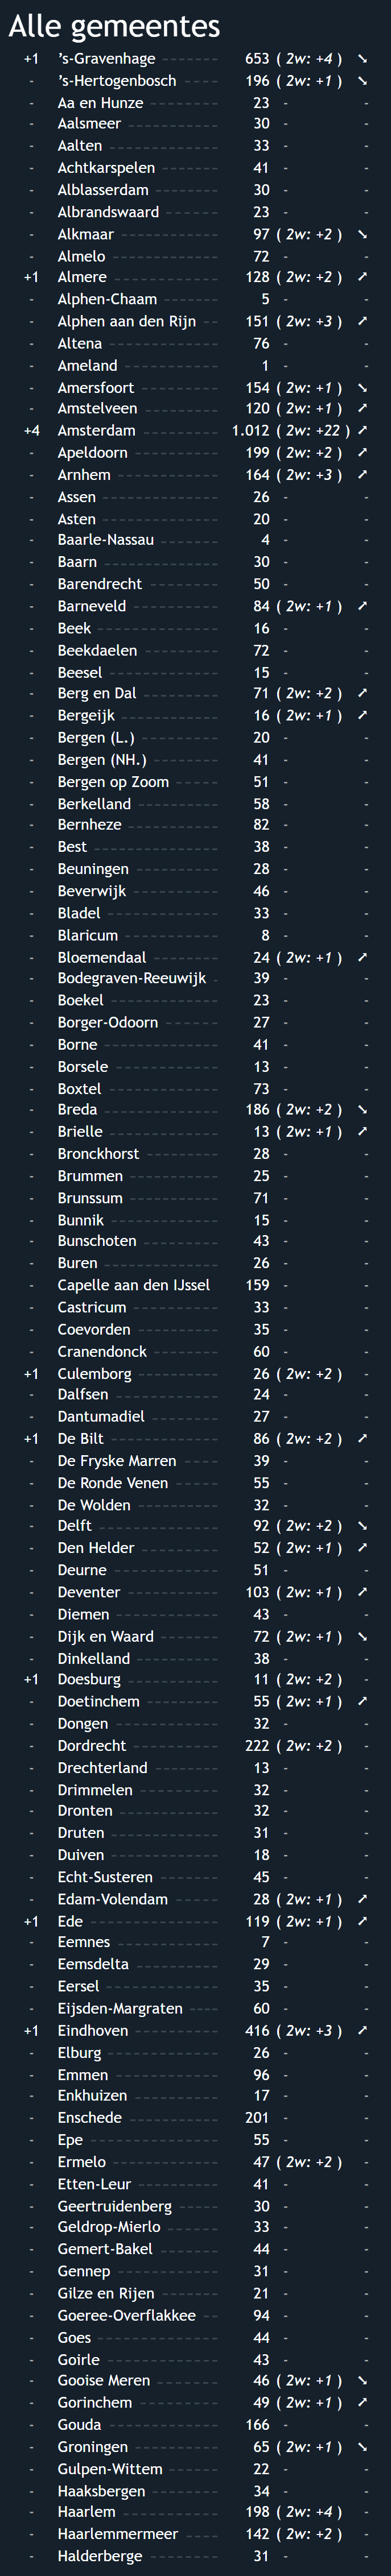 Alle gemeentes
+1 's-Gravenhage 653 ( 2w: +4 ) ➘
- 's-Hertogenbosch 196 ( 2w: +1 ) ➘
- Aa en Hunze 23 - -
- Aalsmeer 30 - -
- Aalten 33 - -
- Achtkarspelen 41 - -
- Alblasserdam 30 - -
- Albrandswaard 23 - -
- Alkmaar 97 ( 2w: +2 ) ➘
- Almelo 72 - -
+1 Almere 128 ( 2w: +2 ) ➚
- Alphen-Chaam 5 - -
- Alphen aan den Rijn 151 ( 2w: +3 ) ➚
- Altena 76 - -
- Ameland 1 - -
- Amersfoort 154 ( 2w: +1 ) ➘
- Amstelveen 120 ( 2w: +1 ) ➚
+4 Amsterdam 1.012 ( 2w: +22 ) ➚
- Apeldoorn 199 ( 2w: +2 ) ➚
- Arnhem 164 ( 2w: +3 ) ➚
- Assen 26 - -
- Asten 20 - -
- Baarle-Nassau 4 - -
- Baarn 30 - -
- Barendrecht 50 - -
- Barneveld 84 ( 2w: +1 ) ➚
- Beek 16 - -
- Beekdaelen 72 - -
- Beesel 15 - -
- Berg en Dal 71 ( 2w: +2 ) ➚
- Bergeijk 16 ( 2w: +1 ) ➚
- Bergen (L.) 20 - -
- Bergen (NH.) 41 - -
- Bergen op Zoom 51 - -
- Berkelland 58 - -
- Bernheze 82 - -
- Best 38 - -
- Beuningen 28 - -
- Beverwijk 46 - -
- Bladel 33 - -
- Blaricum 8 - -
- Bloemendaal 24 ( 2w: +1 ) ➚
- Bodegraven-Reeuwijk 39 - -
- Boekel 23 - -
- Borger-Odoorn 27 - -
- Borne 41 - -
- Borsele 13 - -
- Boxtel 73 - -
- Breda 186 ( 2w: +2 ) ➘
- Brielle 13 ( 2w: +1 ) ➚
- Bronckhorst 28 - -
- Brummen 25 - -
- Brunssum 71 - -
- Bunnik 15 - -
- Bunschoten 43 - -
- Buren 26 - -
- Capelle aan den IJssel 159 - -
- Castricum 33 - -
- Coevorden 35 - -
- Cranendonck 60 - -
+1 Culemborg 26 ( 2w: +2 ) -
- Dalfsen 24 - -
- Dantumadiel 27 - -
+1 De Bilt 86 ( 2w: +2 ) ➚
- De Fryske Marren 39 - -
- De Ronde Venen 55 - -
- De Wolden 32 - -
- Delft 92 ( 2w: +2 ) ➘
- Den Helder 52 ( 2w: +1 ) ➚
- Deurne 51 - -
- Deventer 103 ( 2w: +1 ) ➚
- Diemen 43 - -
- Dijk en Waard 72 ( 2w: +1 ) ➘
- Dinkelland 38 - -
+1 Doesburg 11 ( 2w: +2 ) -
- Doetinchem 55 ( 2w: +1 ) ➚
- Dongen 32 - -
- Dordrecht 222 ( 2w: +2 ) -
- Drechterland 13 - -
- Drimmelen 32 - -
- Dronten 32 - -
- Druten 31 - -
- Duiven 18 - -
- Echt-Susteren 45 - -
- Edam-Volendam 28 ( 2w: +1 ) ➚
+1 Ede 119 ( 2w: +1 ) ➚
- Eemnes 7 - -
- Eemsdelta 29 - -
- Eersel 35 - -
- Eijsden-Margraten 60 - -
+1 Eindhoven 416 ( 2w: +3 ) ➚
- Elburg 26 - -
- Emmen 96 - -
- Enkhuizen 17 - -
- Enschede 201 - -
- Epe 55 - -
- Ermelo 47 ( 2w: +2 ) -
- Etten-Leur 41 - -
- Geertruidenberg 30 - -
- Geldrop-Mierlo 33 - -
- Gemert-Bakel 44 - -
- Gennep 31 - -
- Gilze en Rijen 21 - -
- Goeree-Overflakkee 94 - -
- Goes 44 - -
- Goirle 43 - -
- Gooise Meren 46 ( 2w: +1 ) ➘
- Gorinchem 49 ( 2w: +1 ) ➚
- Gouda 166 - -
- Groningen 65 ( 2w: +1 ) ➘
- Gulpen-Wittem 22 - -
- Haaksbergen 34 - -
- Haarlem 198 ( 2w: +4 ) -
- Haarlemmermeer 142 ( 2w: +2 ) -
- Halderberge 31 - -